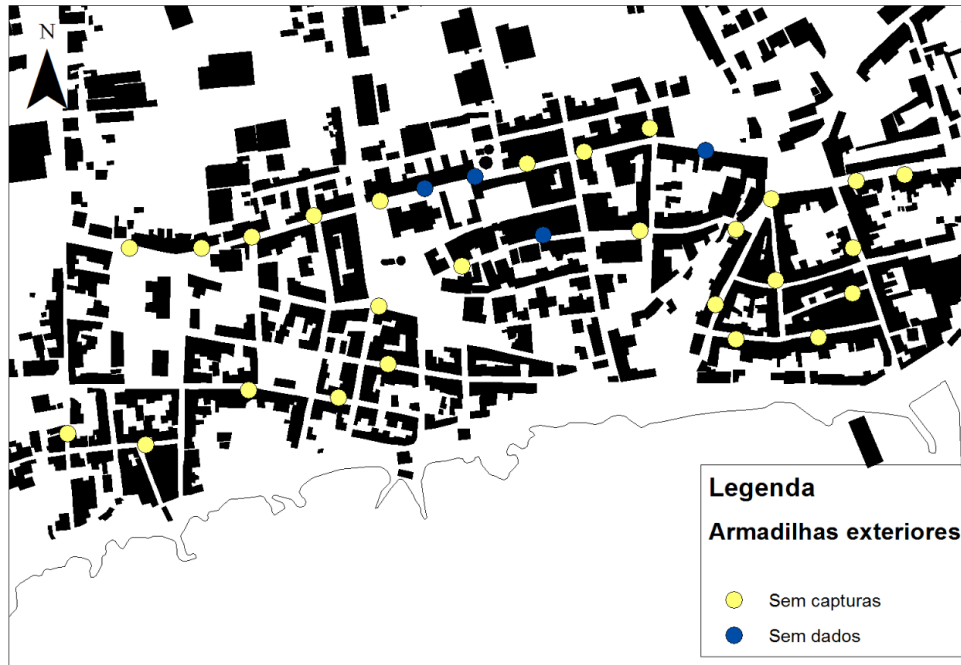 N
Legenda
Armadilhas exteriores
Sem capturas
Sem dados